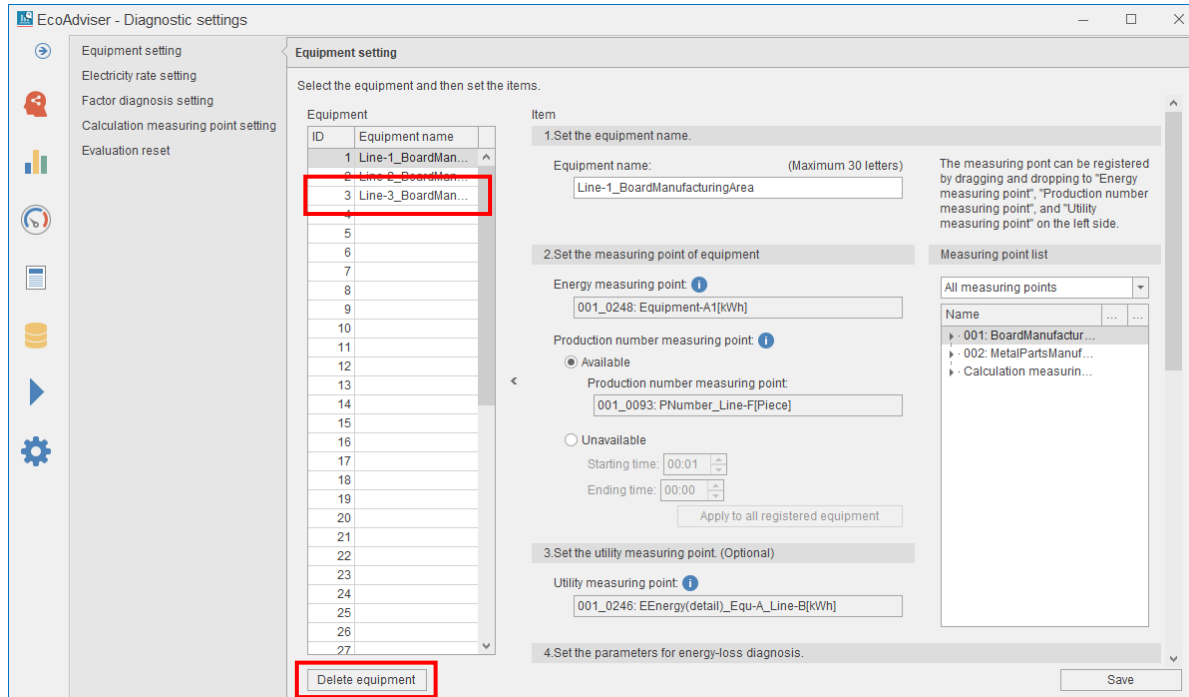 EcoAdviser - Diagnostic settings
Equipment setting
Electricity rate setting
Factor diagnosis setting
Calculation measuring point setting
Evaluation reset
Equipment setting
Select the equipment and then set the items.
Equipment
ID Equipment name
1 Line-1_BoardMan...
2 Line-2_BoardMan...
3 Line-3_BoardMan...
4
5
6
7
8
9
10
11
12
13
14
15
16
17
18
19
20
21
22
23
24
25
26
27
Delete equipment
Item
1.Set the equipment name.
Equipment name: (Maximum 30 letters)
Line-1_BoardManufacturingArea
2.Set the measuring point of equipment
Energy measuring point:
001_0248: Equipment-A1[kWh]
Production number measuring point:
Available
Production number measuring point:
001_0093: PNumber_Line-F[Piece]
Unavailable
Starting time: 00:01
Ending time: 00:00
Apply to all registered equipment
3.Set the utility measuring point. (Optional)
Utility measuring point:
001_0246: EEnergy(detail)_Equ-A_Line-B[kWh]
4.Set the parameters for energy-loss diagnosis.
The measuring pont can be registered
by dragging and dropping to "Energy
measuring point", "Production number
measuring point", and "Utility
measuring point" on the left side.
Measuring point list
All measuring points
Name ... ...
001: BoardManufactur...
002: MetalPartsManuf...
Calculation measurin...
Save